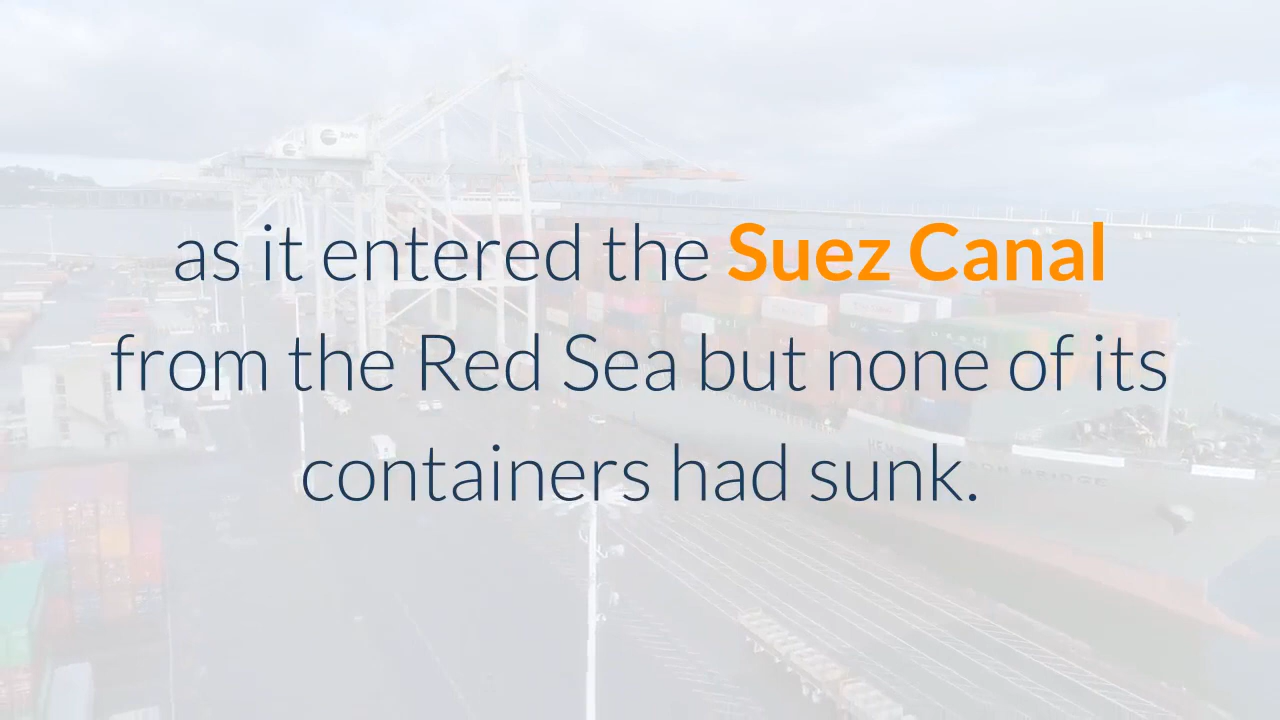 as it entered the Suez Canal
from the Red Sea but none of its
containers had sunk.